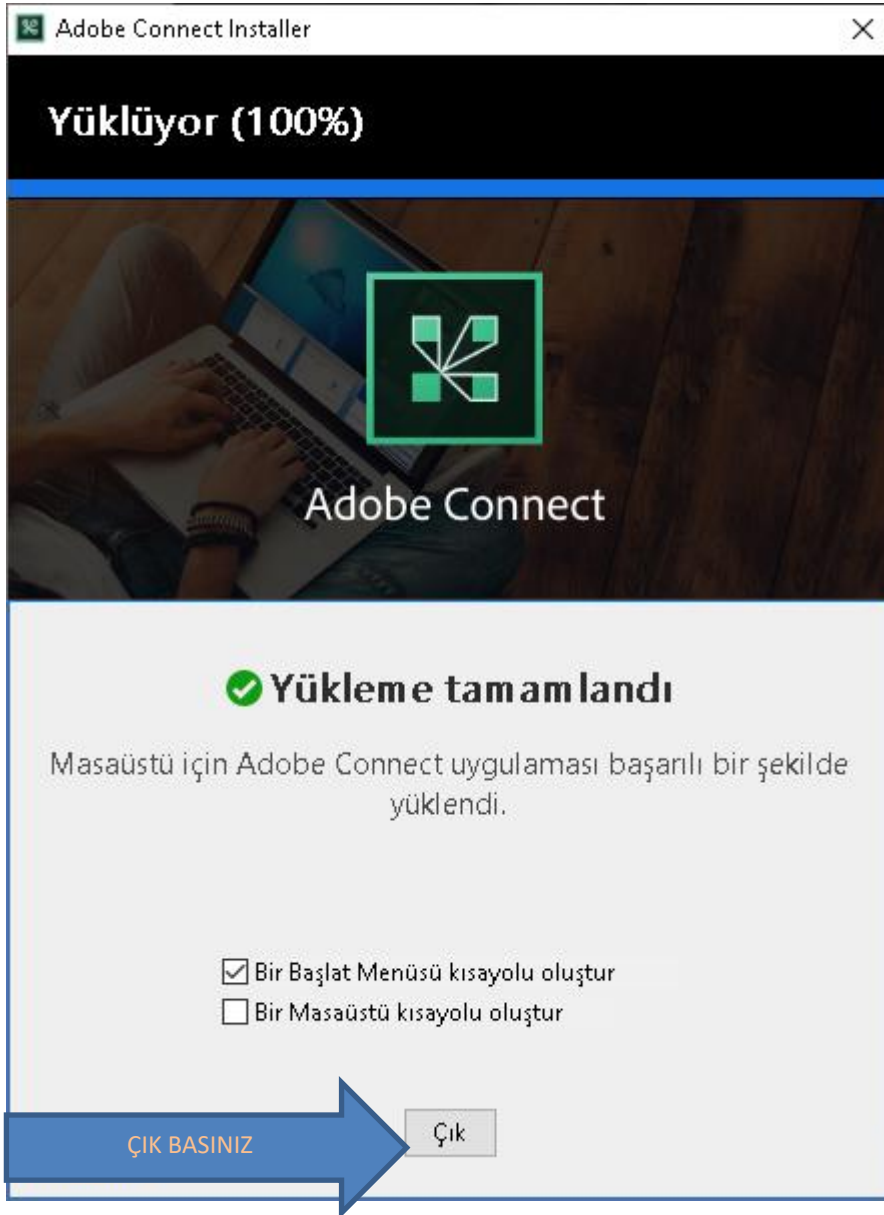 Adobe Connect Installer
Yüklüyor (100%)
Adobe Connect
Yükleme tamamlandı
Masaüstü için Adobe Connect uygulaması başarılı bir şekilde
yüklendi.
Bir Başlat Menüsü kısayolu oluştur
Bir Masaüstü kısayolu oluştur
Çık
ÇIK BASINIZ